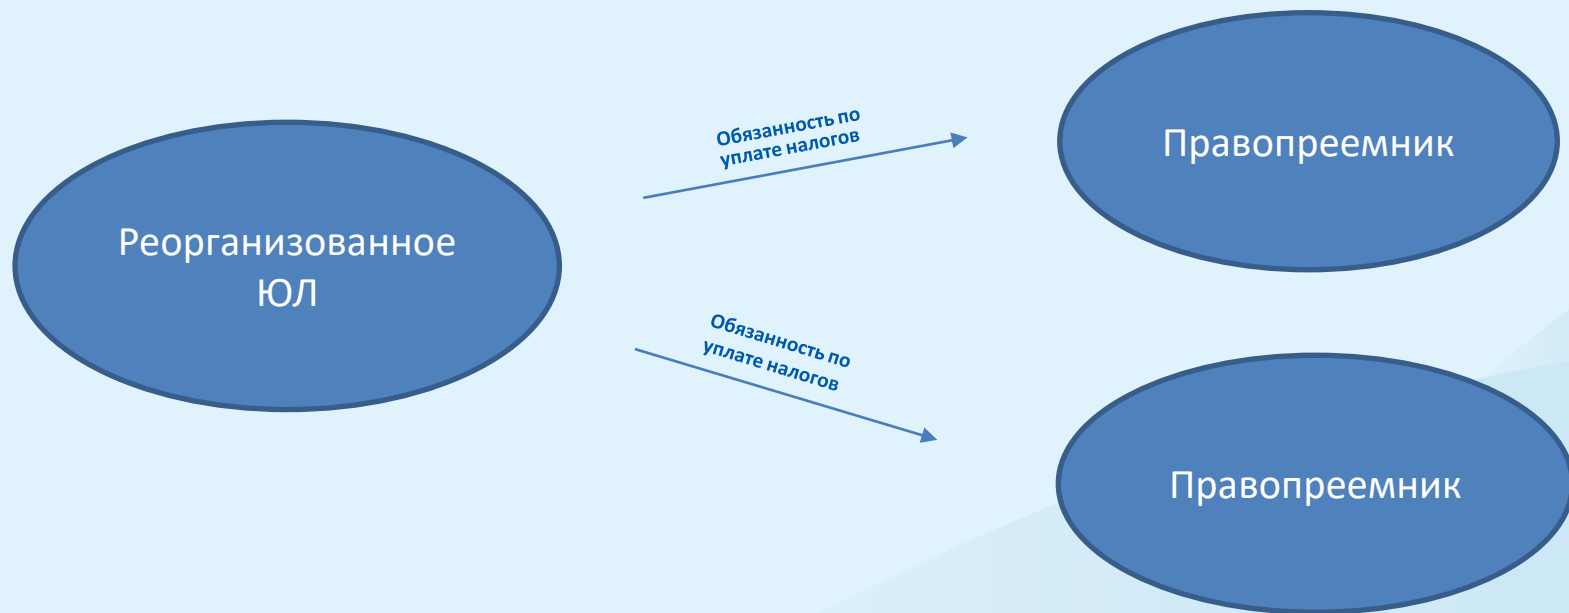 Реорганизованное
ЮЛ
Обязанность по
уплате налогов
Правопреемник
Обязанность по
уплате налогов
Правопреемник